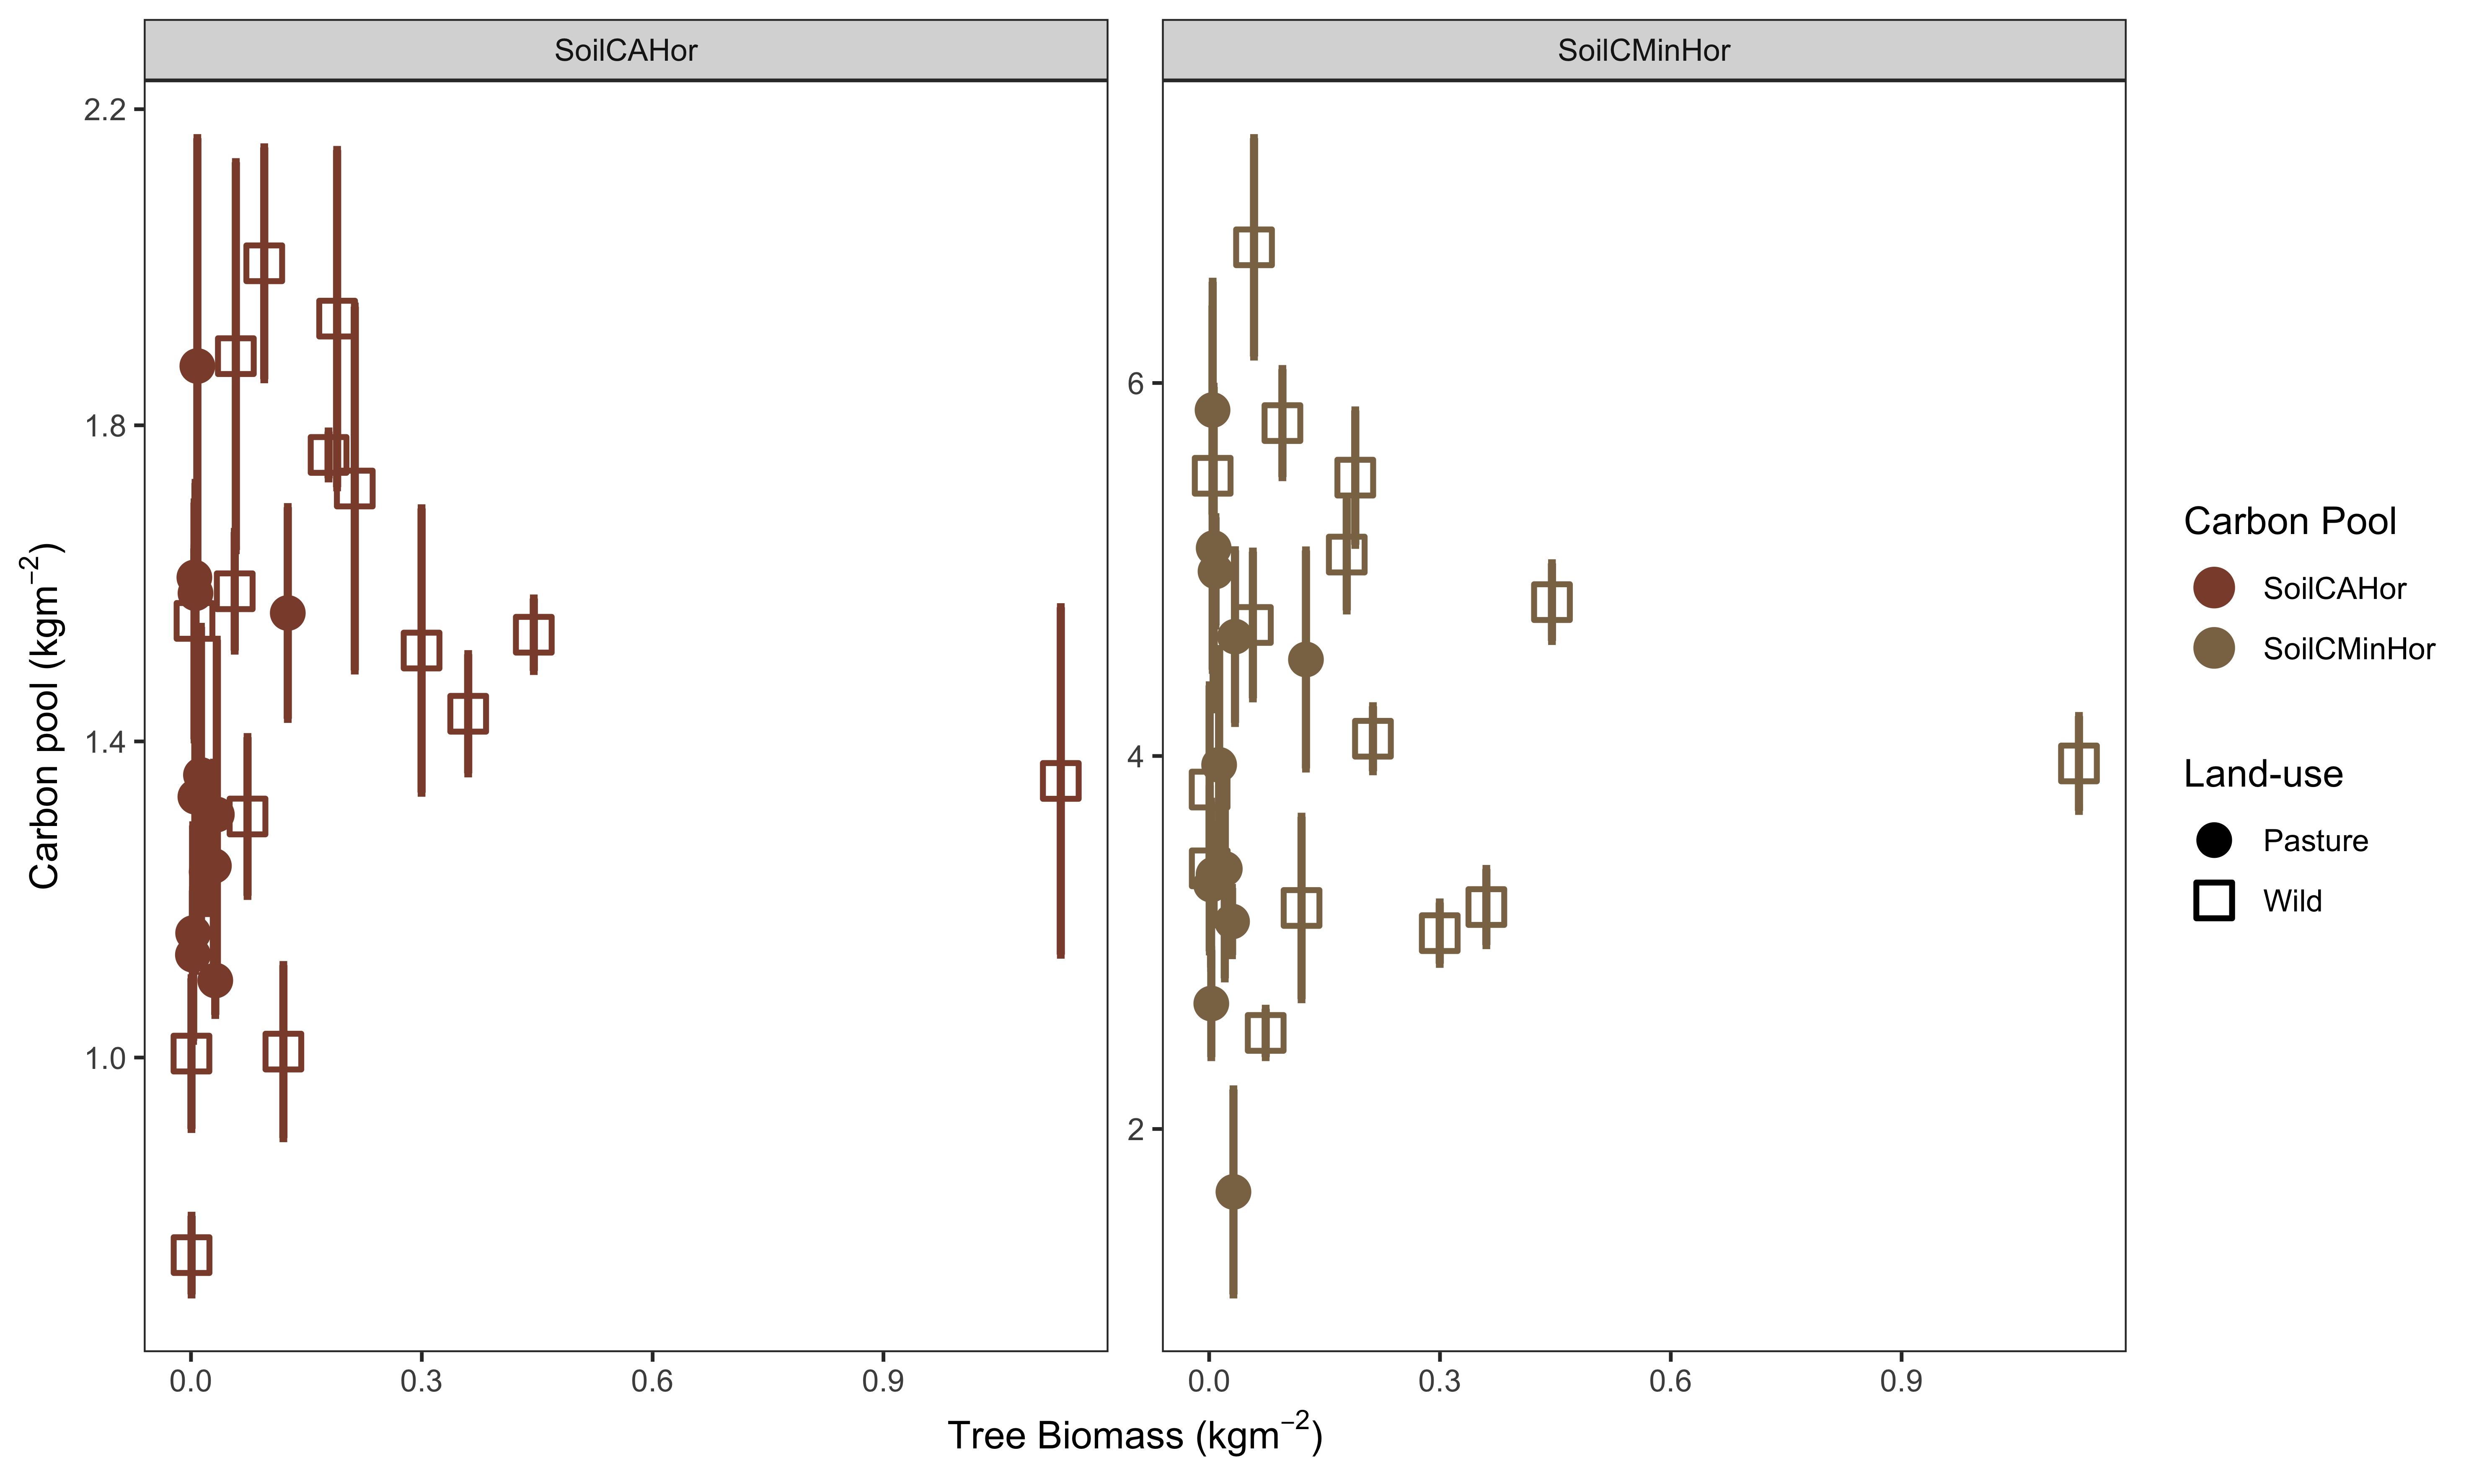 SoilCAHor
SoilCMinHor
2.2
1.8
1.4
1.0
6
4
2
0.0
0.3
0.6
0.9
0.0
0.3
0.6
0.9
Carbon pool (kgm⁻²)
Tree Biomass (kgm⁻²)
Carbon Pool
SoilCAHor
SoilCMinHor
Land-use
Pasture
Wild